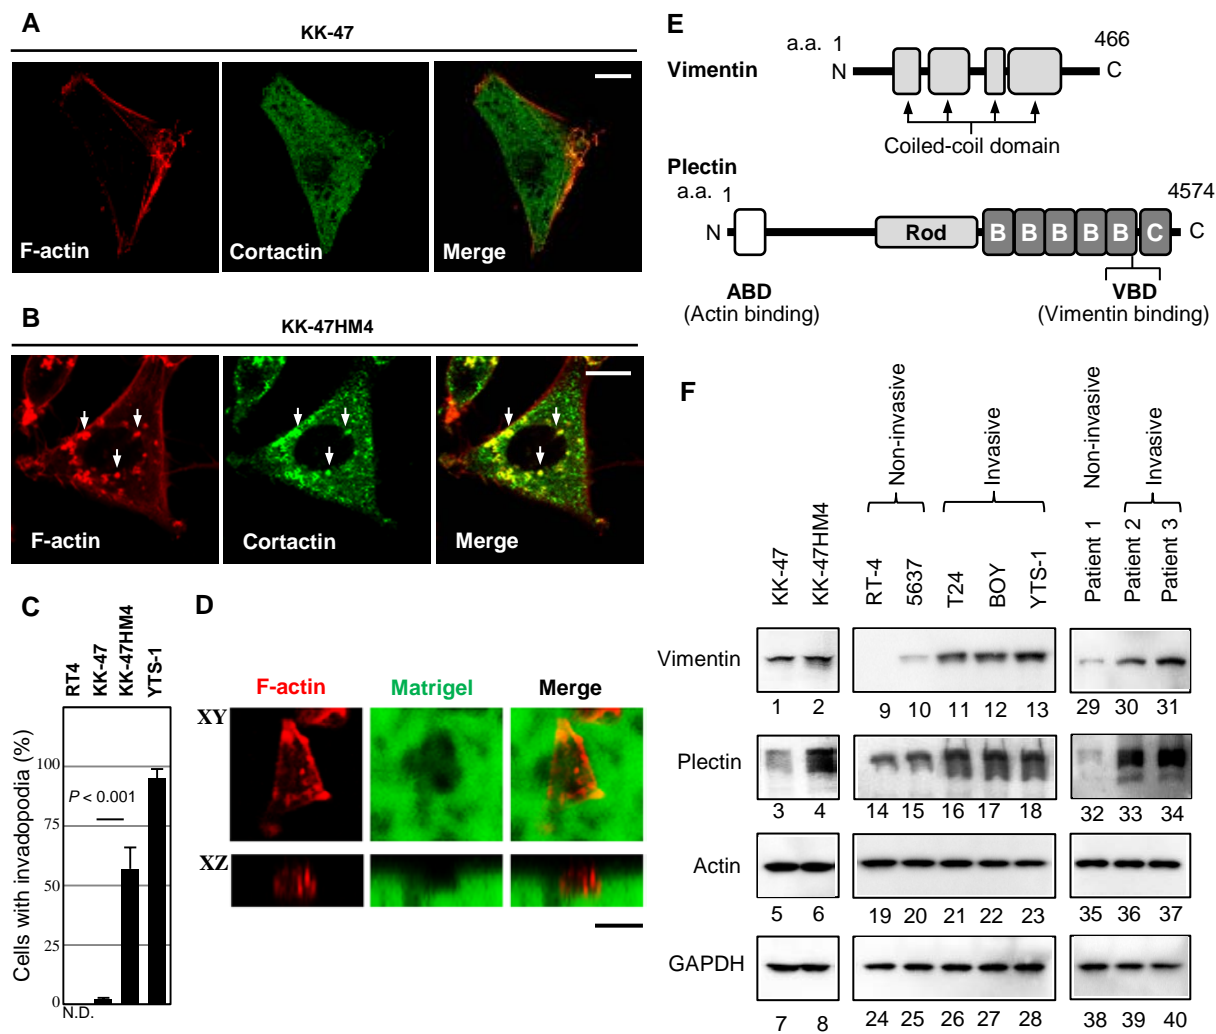 A
KK-47
F-actin
Cortactin
Merge
B
KK-47HM4
F-actin
Cortactin
Merge
C
RT4
KK-47
KK-47HM4
YTS-1
Cells with invadopodia (%)
100
75
50
25
0
P < 0.001
N.D.
D
F-actin
Matrigel
Merge
XY
XZ
E
a.a. 1
466
Vimentin
N
C
Coiled-coil domain
Plectin
a.a. 1
4574
N
Rod
B B B B B C
C
ABD
(Actin binding)
VBD
(Vimentin binding)
F
Non-invasive
Invasive
Non-invasive
Invasive
KK-47
KK-47HM4
RT-4
5637
T24
BOY
YTS-1
Patient 1
Patient 2
Patient 3
Vimentin
1 2 9 10 11 12 13 29 30 31
Plectin
3 4 14 15 16 17 18 32 33 34
Actin
5 6 19 20 21 22 23 35 36 37
GAPDH
7 8 24 25 26 27 28 38 39 40